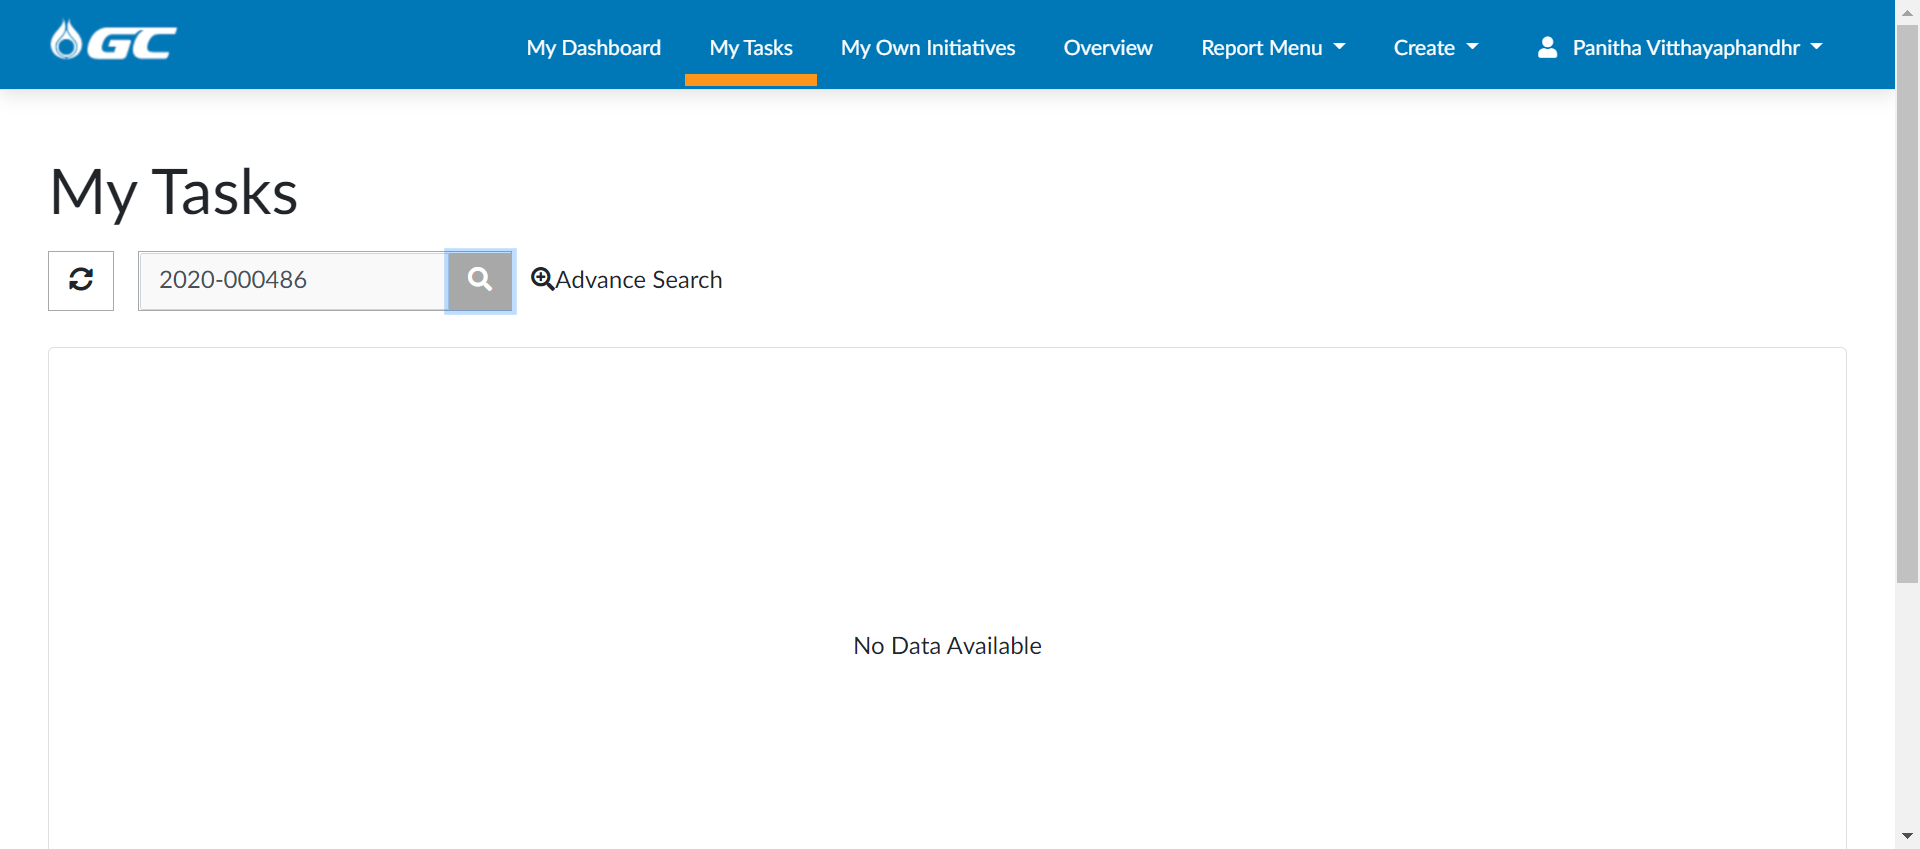 GC
My Dashboard
My Tasks
My Own Initiatives
Overview
Report Menu
Create
Panitha Vitthayaphandhr
My Tasks
2020-000486
Advance Search
No Data Available